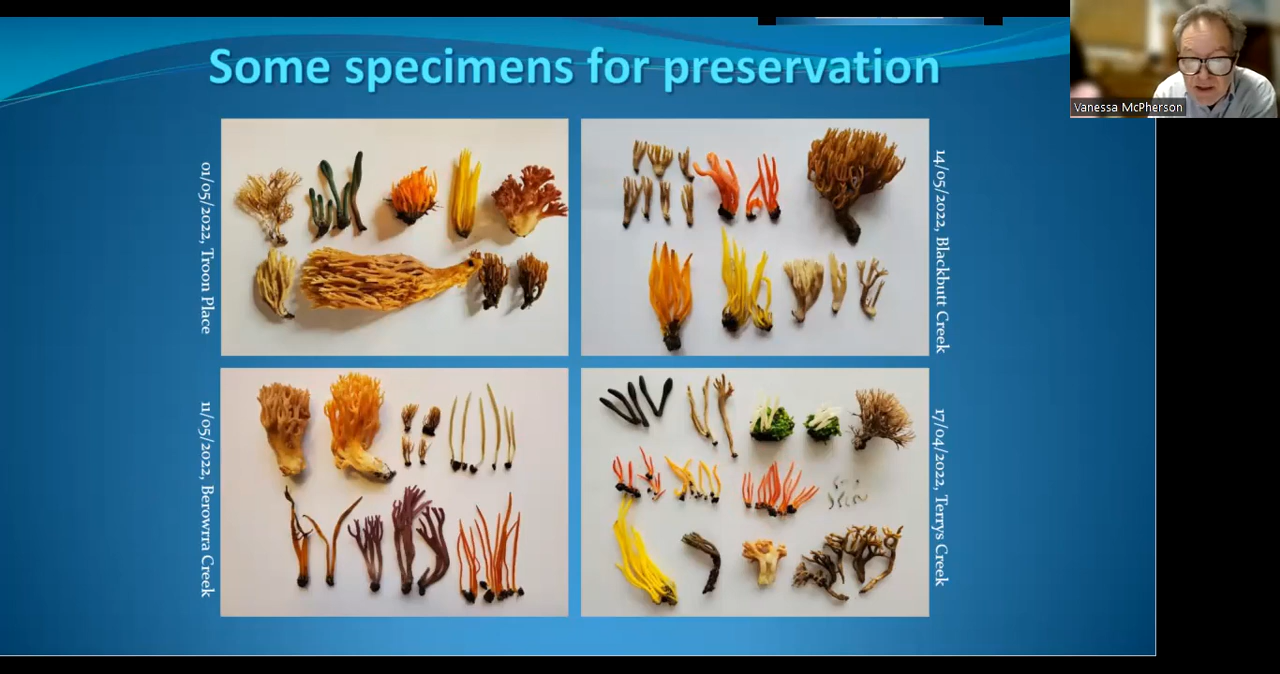 Some specimens for preservation
Vanessa McPherson
01/05/2022, Troon Place
14/05/2022, Blackbutt Creek
11/05/2022, Berowrra Creek
17/04/2022, Terrys Creek